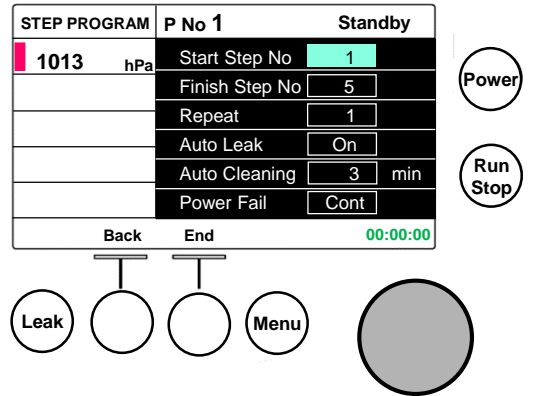 STEP PROGRAM P No 1 Standby
1013 hPa
Start Step No 1
Finish Step No 5
Repeat 1
Auto Leak On
Auto Cleaning 3 min
Power Fail Cont
Back End 00:00:00
Power
Run
Stop
Leak
Menu